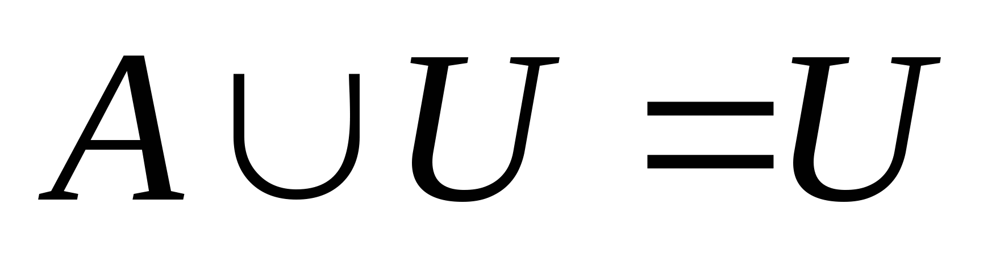 A ∪ U = U